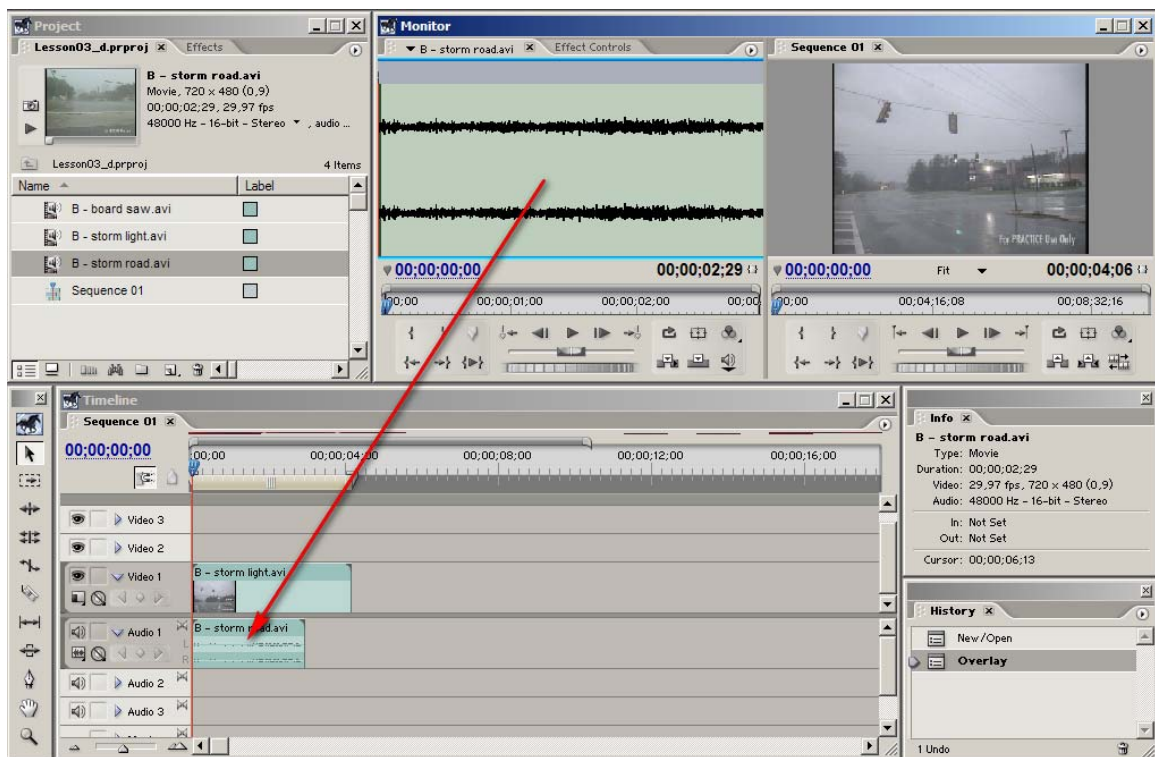 Project
Lesson03_d.prproj Effects
B - storm road.avi
Movie, 720 x 480 (0,9)
00;00;02;29, 29,97 fps
48000 Hz - 16-bit - Stereo , audio ...
Lesson03_d.prproj 4 Items
Name Label
B - board saw.avi
B - storm light.avi
B - storm road.avi
Sequence 01
Monitor
B - storm road.avi Effect Controls
00;00;00;00 00;00;02;29
00;00 00;00;01;00 00;00;02;00 00;00
Sequence 01
For PRACTICE Use Only
00;00;00;00 Fit 00;00;04;06
00;00 00;04;16;08 00;08;32;16
Timeline
Sequence 01
00;00;00;00
00;00 00;00;04;00 00;00;08;00 00;00;12;00 00;00;16;00
Video 3
Video 2
Video 1
B - storm light.avi
Audio 1
B - storm road.avi
L
R
Audio 2
Audio 3
Info
B - storm road.avi
Type: Movie
Duration: 00;00;02;29
Video: 29,97 fps, 720 x 480 (0,9)
Audio: 48000 Hz - 16-bit - Stereo
In: Not Set
Out: Not Set
Cursor: 00;00;06;13
History
New/Open
Overlay
1 Undo